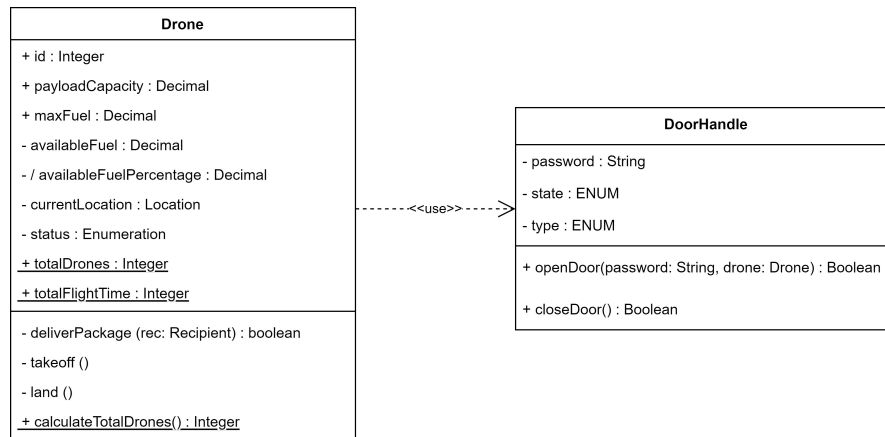 Drone
+ id : Integer
+ payloadCapacity : Decimal
+ maxFuel : Decimal
- availableFuel : Decimal
- / availableFuelPercentage : Decimal
- currentLocation : Location
- status : Enumeration
+ totalDrones : Integer
+ totalFlightTime : Integer
- deliverPackage (rec: Recipient) : boolean
- takeoff ()
- land ()
+ calculateTotalDrones() : Integer
<<use>>
DoorHandle
- password : String
- state : ENUM
- type : ENUM
+ openDoor(password: String, drone: Drone) : Boolean
+ closeDoor() : Boolean